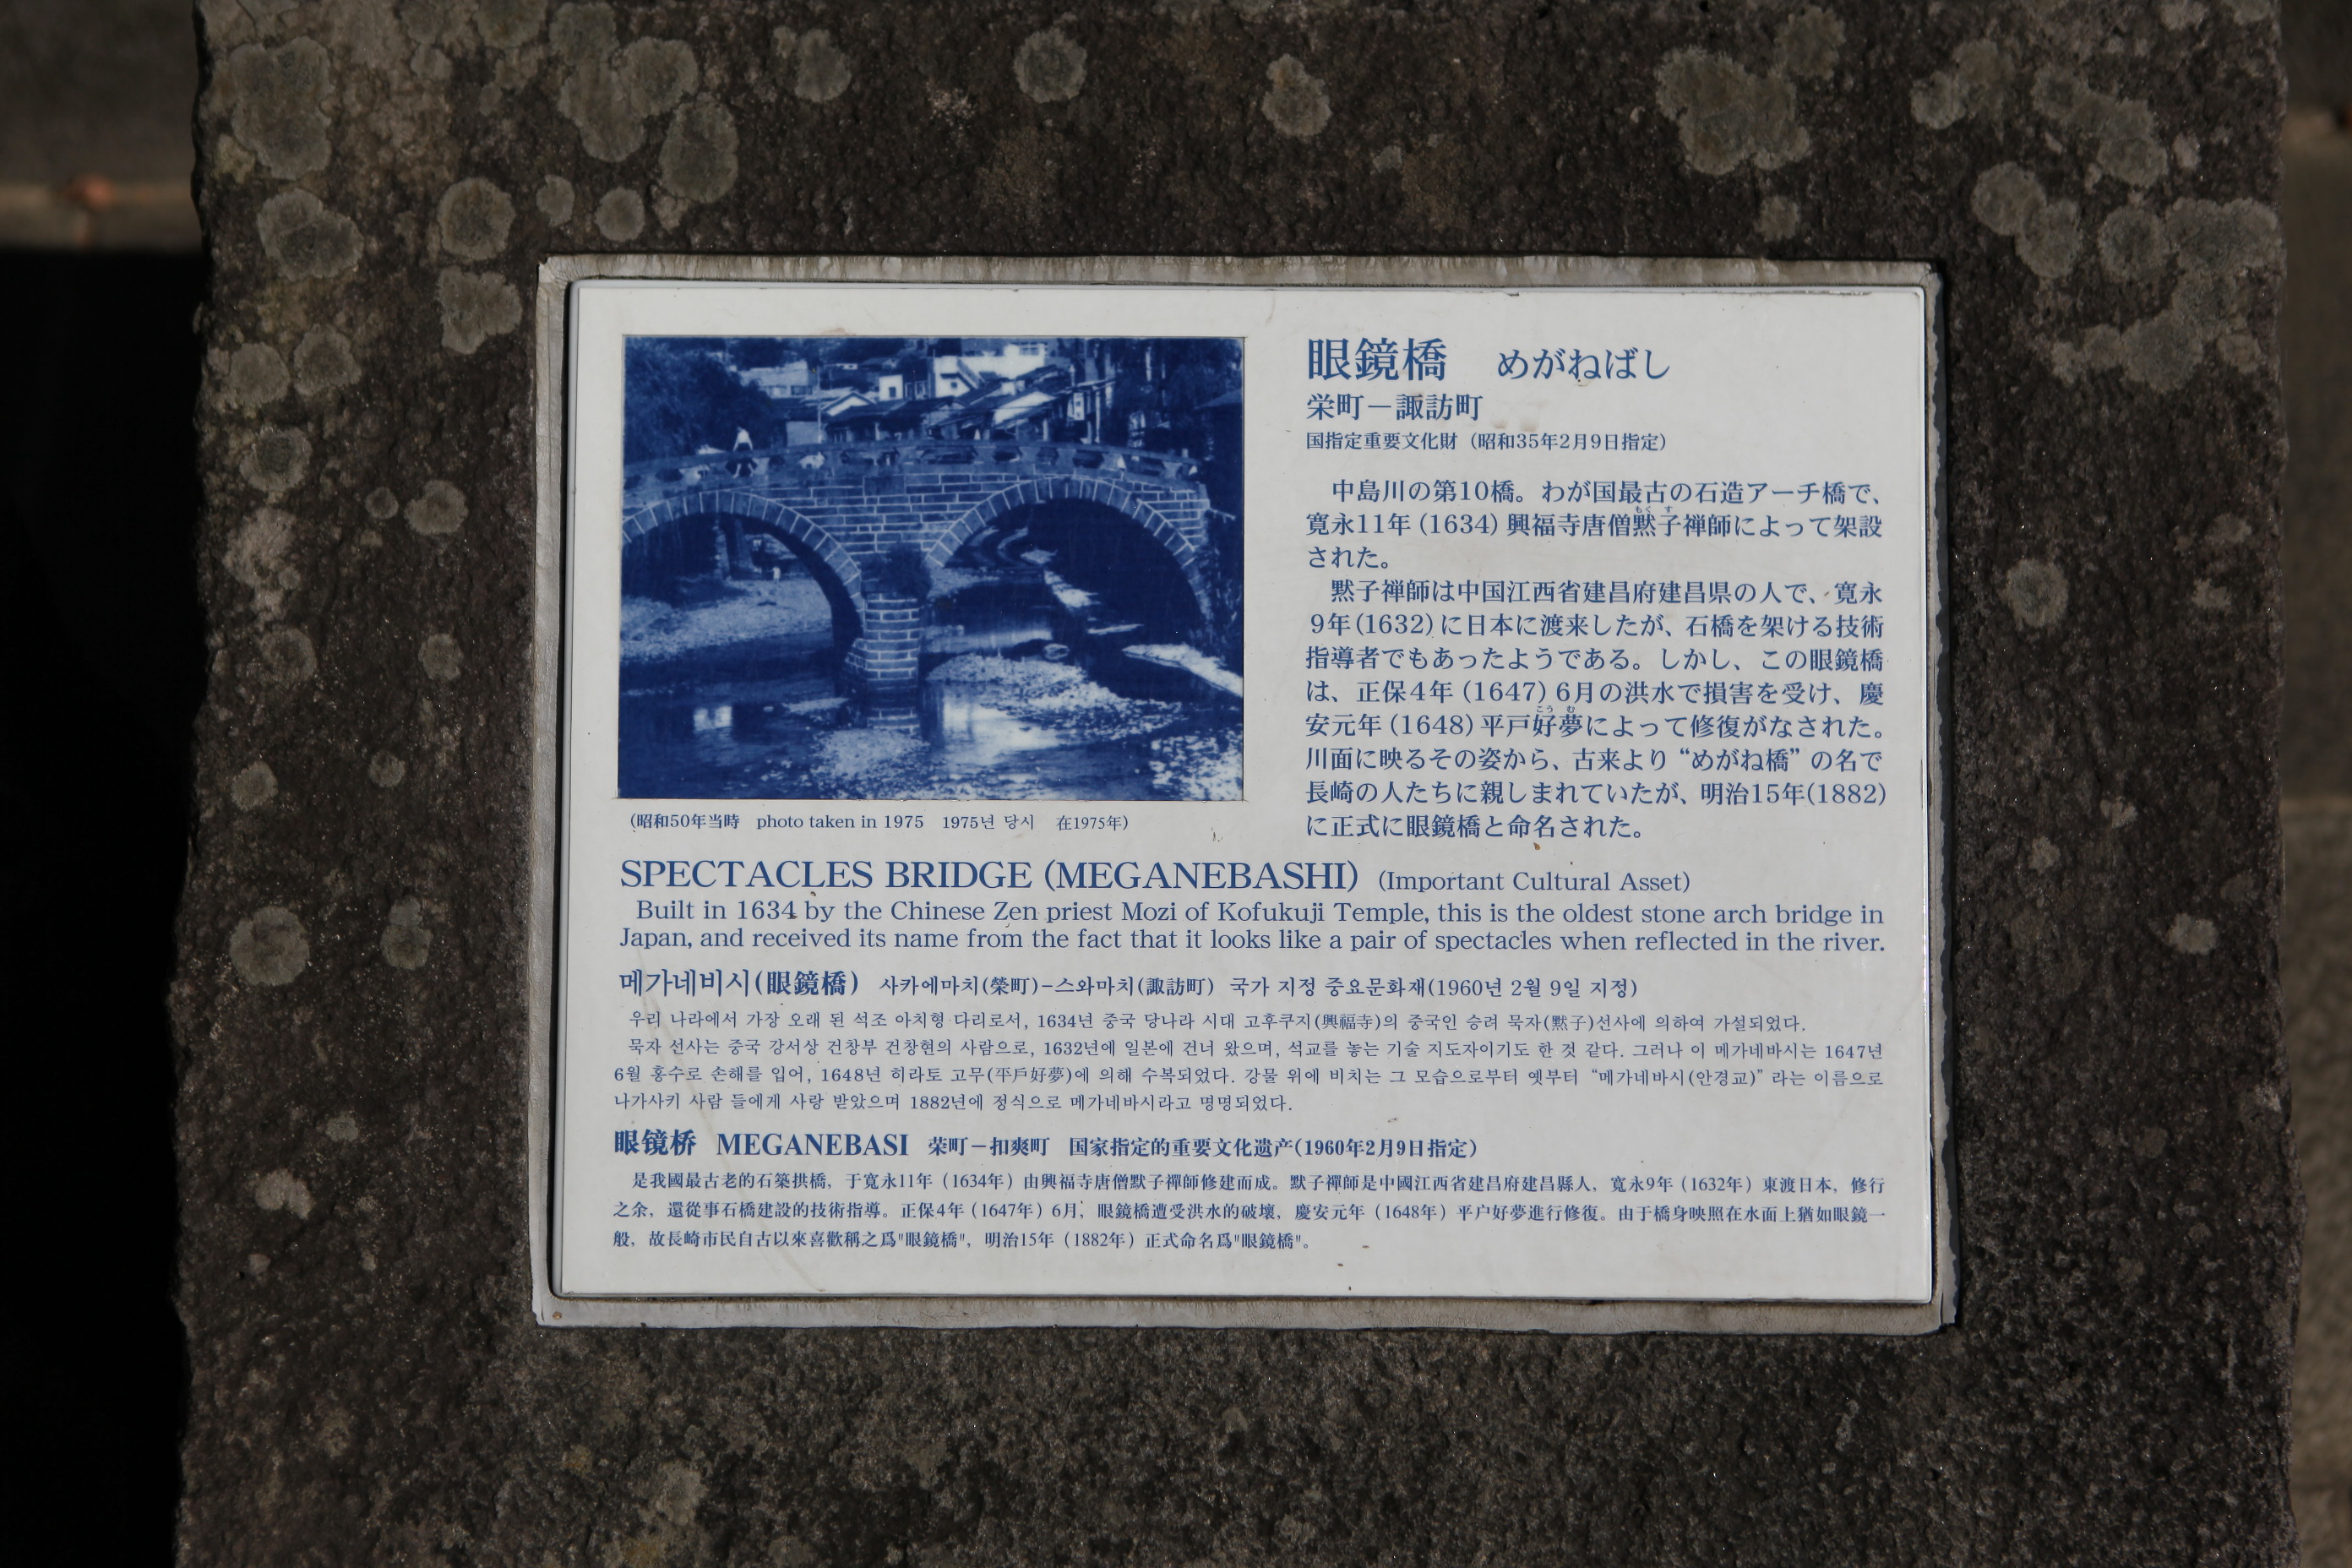 眼鏡橋 めがねばし
栄町－諏訪町
国指定重要文化財（昭和35年2月9日指定）
中島川の第10橋。わが国最古の石造アーチ橋で、
寛永11年（1634）興福寺唐僧黙子禅師によって架設
もく す
された。
黙子禅師は中国江西省建昌府建昌県の人で、寛永
9年（1632）に日本に渡来したが、石橋を架ける技術
指導者でもあったようである。しかし、この眼鏡橋
は、正保4年（1647）6月の洪水で損害を受け、慶
安元年（1648）平戸好夢によって修復がなされた。
こう む
川面に映るその姿から、古来より“めがね橋”の名で
長崎の人たちに親しまれていたが、明治15年(1882)
に正式に眼鏡橋と命名された。
（昭和50年当時 photo taken in 1975 1975년 당시 在1975年）
SPECTACLES BRIDGE (MEGANEBASHI) (Important Cultural Asset)
Built in 1634 by the Chinese Zen priest Mozi of Kofukuji Temple, this is the oldest stone arch bridge in
Japan, and received its name from the fact that it looks like a pair of spectacles when reflected in the river.
메가네비시(眼鏡橋) 사카에마치(榮町)－스와마치(諏訪町) 국가 지정 중요문화재(1960년 2월 9일 지정)
우리 나라에서 가장 오래 된 석조 아치형 다리로서, 1634년 중국 당나라 시대 고후쿠지(興福寺)의 중국인 승려 묵자(黙子)선사에 의하여 가설되었다.
묵자 선사는 중국 강서상 건창부 건창현의 사람으로, 1632년에 일본에 건너 왔으며, 석교를 놓는 기술 지도자이기도 한 것 같다. 그러나 이 메가네바시는 1647년
6월 홍수로 손해를 입어, 1648년 히라토 고무(平戶好夢)에 의해 수복되었다. 강물 위에 비치는 그 모습으로부터 옛부터 “메가네바시(안경교)”라는 이름으로
나가사키 사람 들에게 사랑 받았으며 1882년에 정식으로 메가네바시라고 명명되었다.
眼镜桥 MEGANEBASI 荣町－扣爽町 国家指定的重要文化遗产(1960年2月9日指定)
是我國最古老的石築拱橋，于寬永11年（1634年）由興福寺唐僧默子禪師修建而成。默子禪師是中國江西省建昌府建昌縣人，寬永9年（1632年）東渡日本，修行
之余，還從事石橋建設的技術指導。正保4年（1647年）6月，眼鏡橋遭受洪水的破壞，慶安元年（1648年）平户好夢進行修復。由于橋身映照在水面上猶如眼鏡一
般，故長崎市民自古以來喜歡稱之爲"眼鏡橋"，明治15年（1882年）正式命名爲"眼鏡橋"。